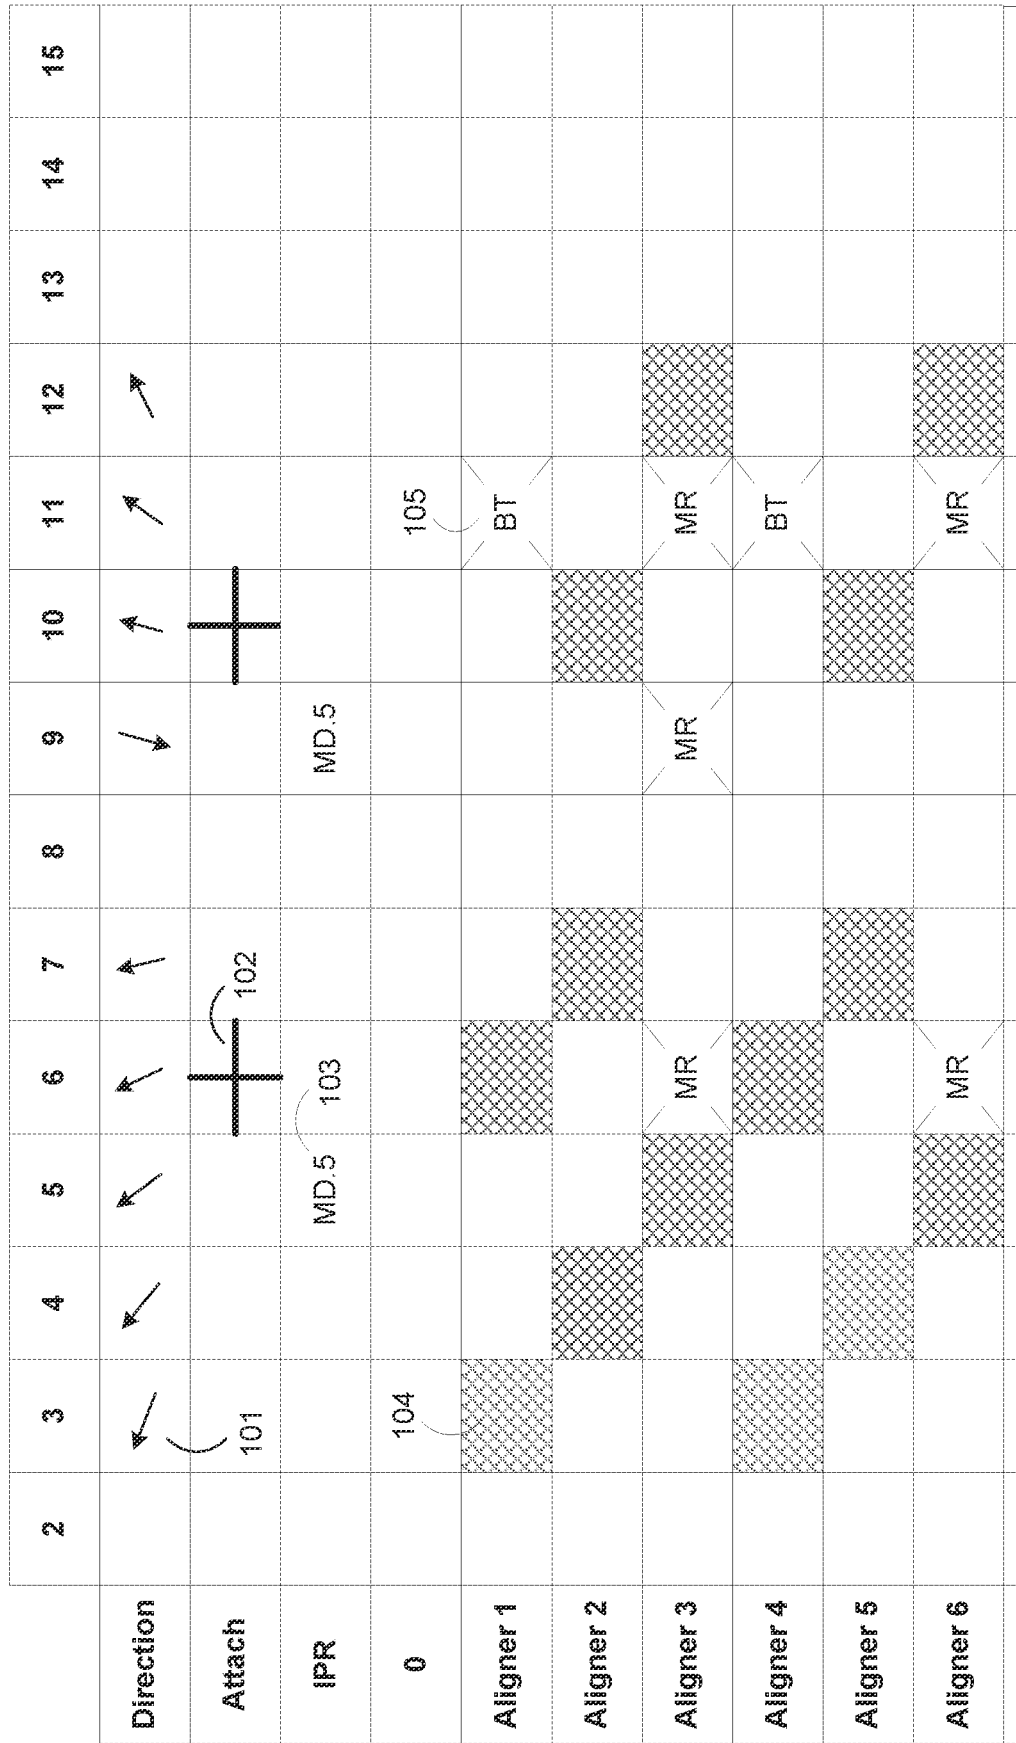 2 3 4 5 6 7 8 9 10 11 12 13 14 15
Direction
101
Attach
102
IPR MD.5 103 MD.5
0 104 105
Aligner 1 BT
Aligner 2
Aligner 3 MR MR MR
Aligner 4 BT
Aligner 5
Aligner 6 MR MR